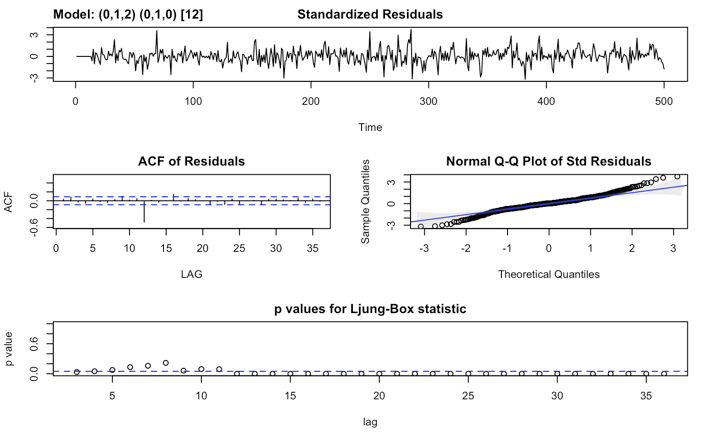 Model: (0,1,2) (0,1,0) [12] Standardized Residuals
3
0
-3
0 100 200 300 400 500
Time
ACF of Residuals
ACF
0.0
-0.6
0 5 10 15 20 25 30 35
LAG
Normal Q-Q Plot of Std Residuals
Sample Quantiles
3
0
-3
-3 -2 -1 0 1 2 3
Theoretical Quantiles
p values for Ljung-Box statistic
p value
0.6
0.0
5 10 15 20 25 30 35
lag